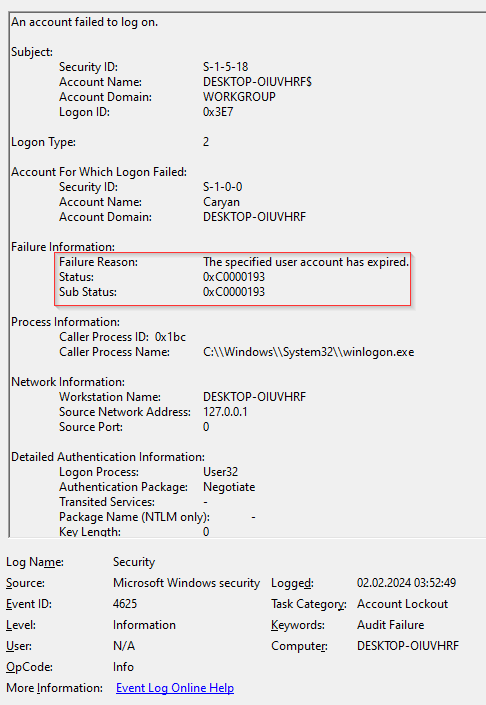 An account failed to log on.
Subject:
Security ID: S-1-5-18
Account Name: DESKTOP-OIUVHRF$
Account Domain: WORKGROUP
Logon ID: 0x3E7
Logon Type: 2
Account For Which Logon Failed:
Security ID: S-1-0-0
Account Name: Caryan
Account Domain: DESKTOP-OIUVHRF
Failure Information:
Failure Reason: The specified user account has expired.
Status: 0xC0000193
Sub Status: 0xC0000193
Process Information:
Caller Process ID: 0x1bc
Caller Process Name: C:\\Windows\\System32\\winlogon.exe
Network Information:
Workstation Name: DESKTOP-OIUVHRF
Source Network Address: 127.0.0.1
Source Port: 0
Detailed Authentication Information:
Logon Process: User32
Authentication Package: Negotiate
Transited Services: -
Package Name (NTLM only): -
Key Length: 0
Log Name: Security
Source: Microsoft Windows security Logged: 02.02.2024 03:52:49
Event ID: 4625 Task Category: Account Lockout
Level: Information Keywords: Audit Failure
User: N/A Computer: DESKTOP-OIUVHRF
OpCode: Info
More Information: Event Log Online Help